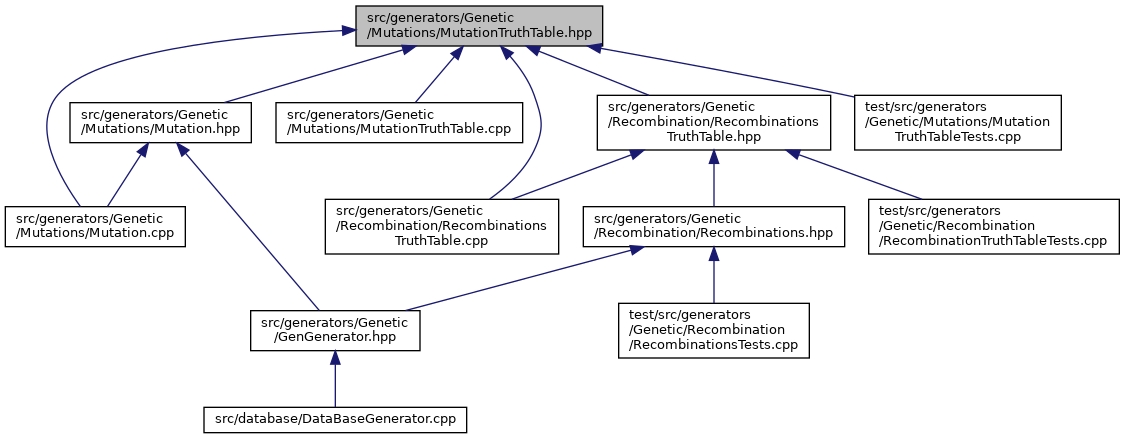 src/generators/Genetic
/Mutations/MutationTruthTable.hpp
src/generators/Genetic
/Mutations/Mutation.hpp
src/generators/Genetic
/Mutations/MutationTruthTable.cpp
src/generators/Genetic
/Recombination/Recombinations
TruthTable.hpp
test/src/generators
/Genetic/Mutations/Mutation
TruthTableTests.cpp
src/generators/Genetic
/Mutations/Mutation.cpp
src/generators/Genetic
/Recombination/Recombinations
TruthTable.cpp
src/generators/Genetic
/Recombination/Recombinations.hpp
test/src/generators
/Genetic/Recombination
/RecombinationTruthTableTests.cpp
src/generators/Genetic
/GenGenerator.hpp
test/src/generators
/Genetic/Recombination
/RecombinationsTests.cpp
src/database/DataBaseGenerator.cpp